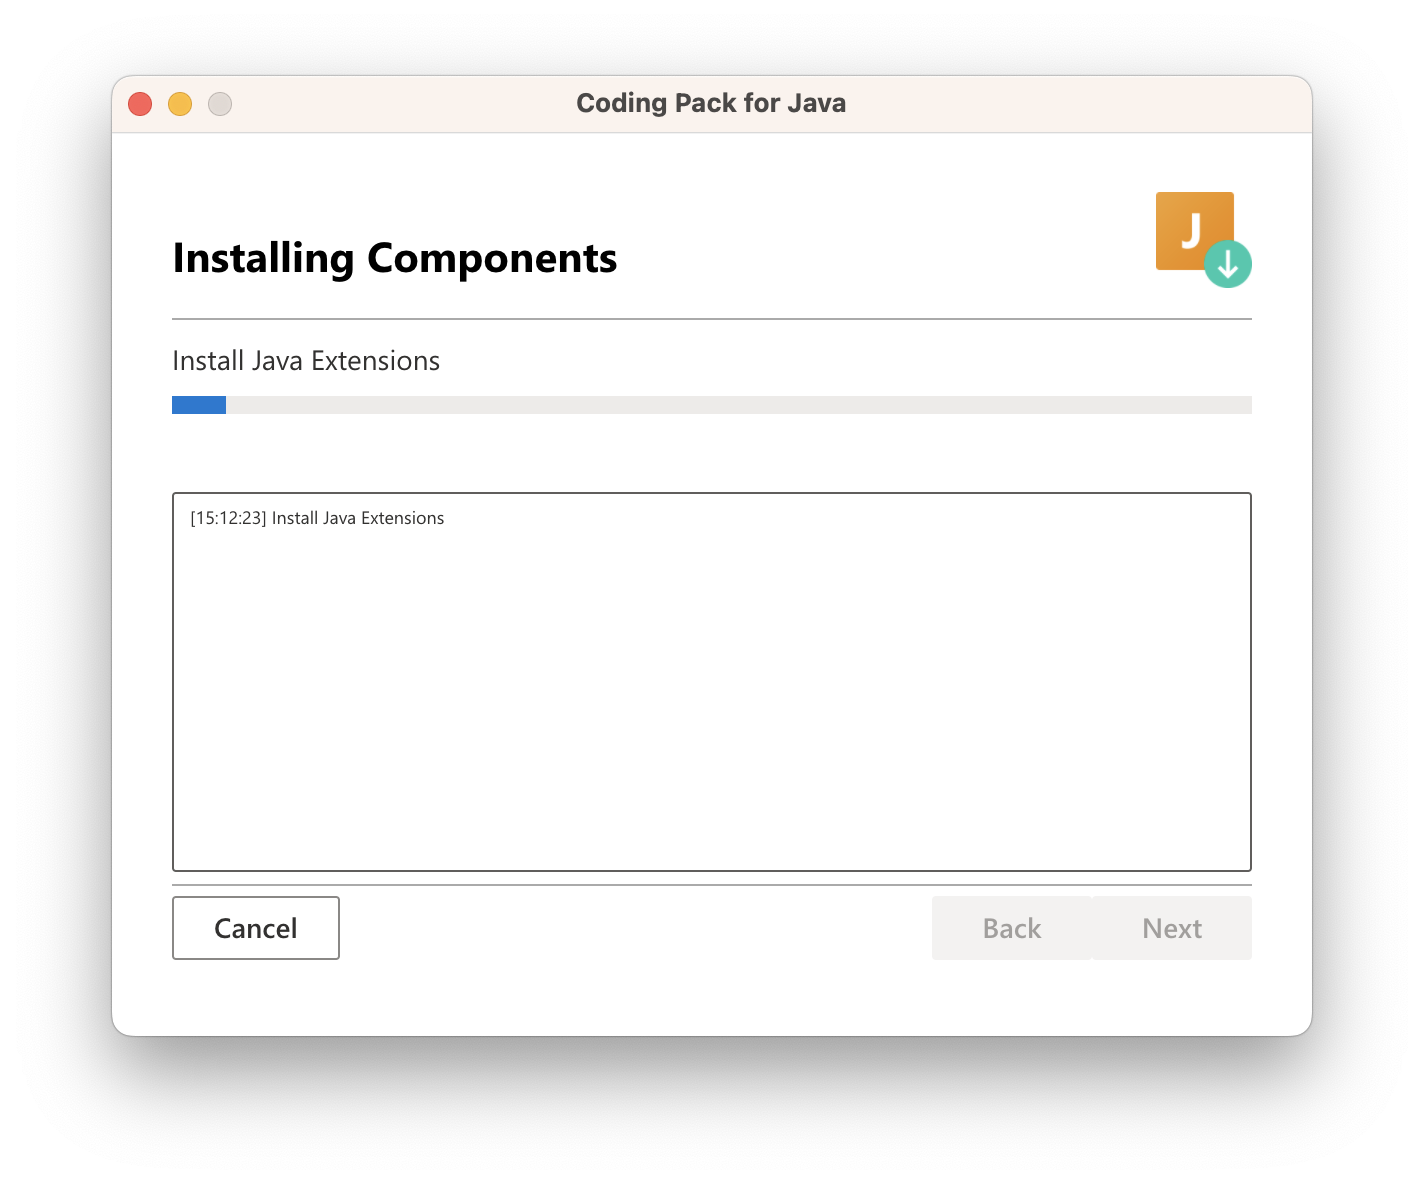 Coding Pack for Java
J
Installing Components
Install Java Extensions
[15:12:23] Install Java Extensions
Cancel
Back
Next